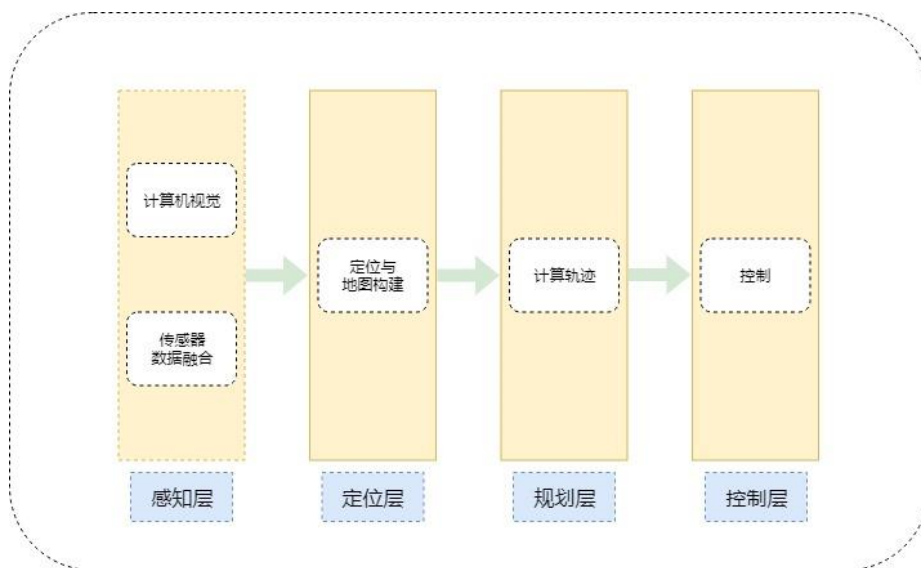 计算机视觉
传感器
数据融合
定位与
地图构建
计算轨迹
控制
感知层
定位层
规划层
控制层